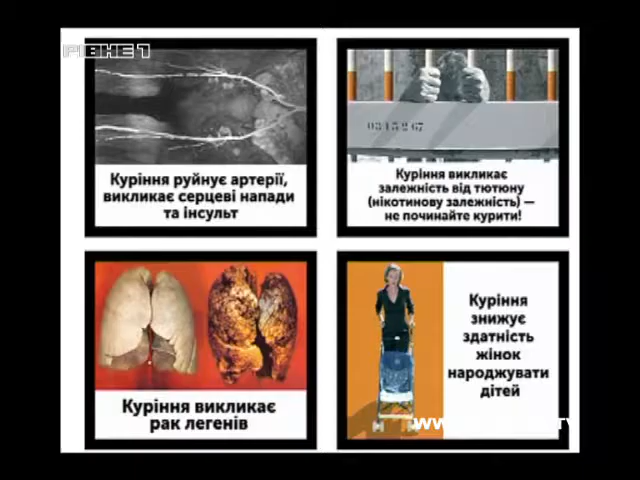 РІВНЕ 1
Куріння руйнує артерії,
викликає серцеві напади
та інсульт
Куріння викликає
залежність від тютюну
(нікотинову залежність) —
не починайте курити!
Куріння викликає
рак легенів
Куріння
знижує
здатність
жінок
народжувати
дітей